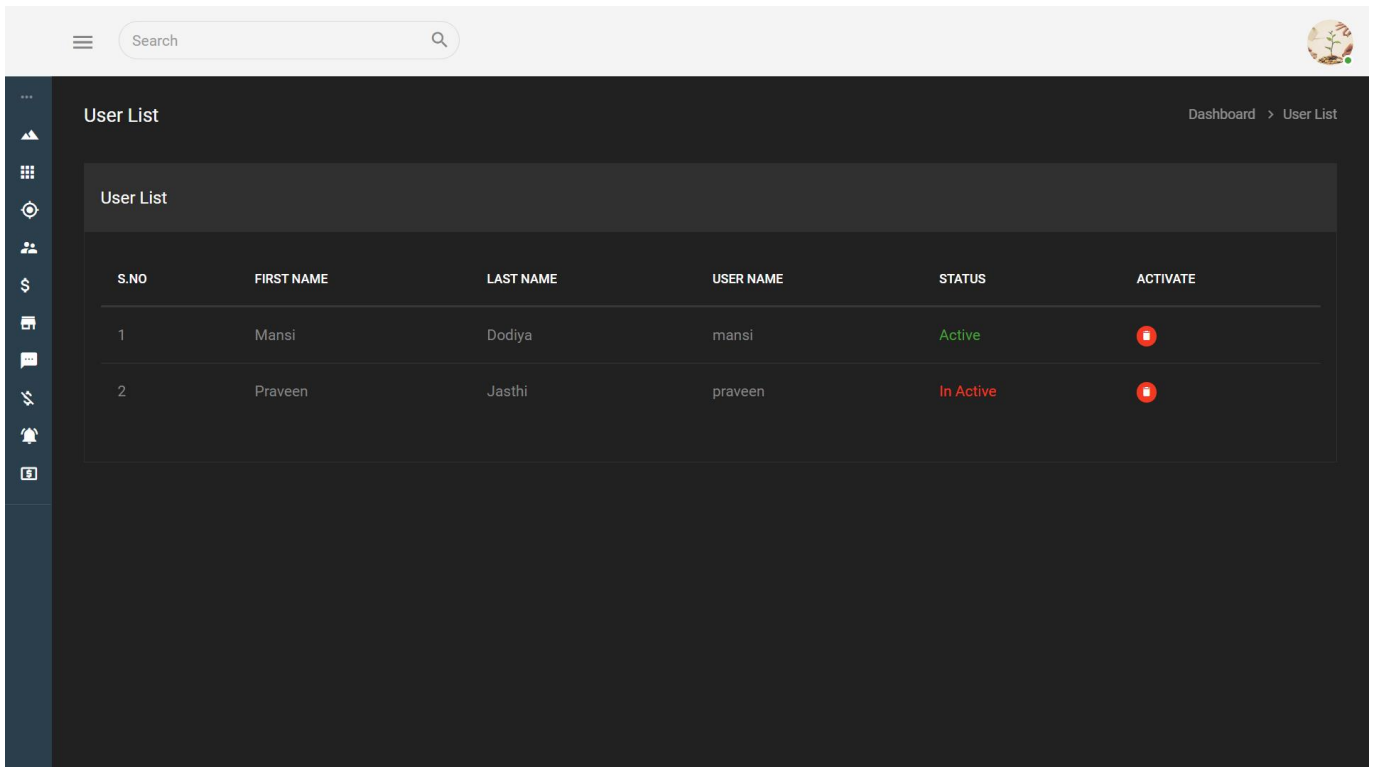 Search
User List
Dashboard > User List
User List
S.NO FIRST NAME LAST NAME USER NAME STATUS ACTIVATE
1 Mansi Dodiya mansi Active
2 Praveen Jasthi praveen In Active